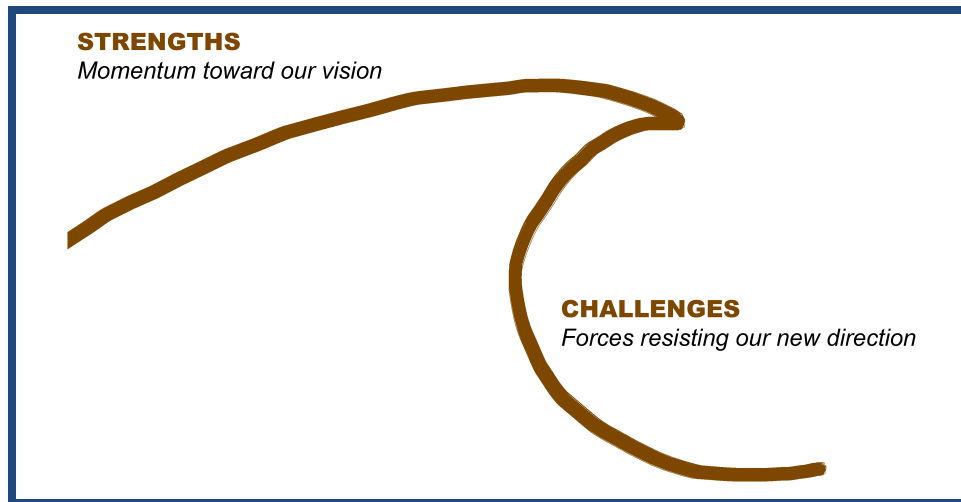 STRENGTHS
Momentum toward our vision
CHALLENGES
Forces resisting our new direction